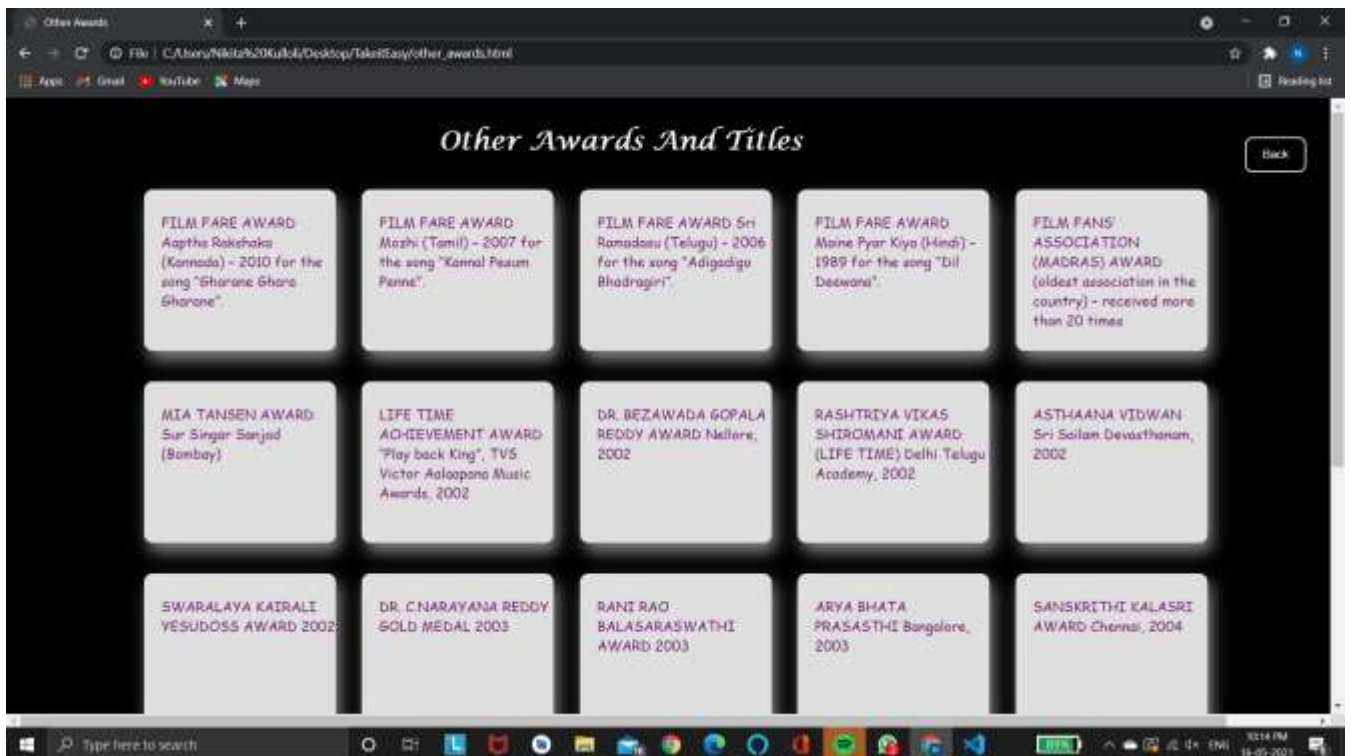 Other Awards
File
C:/Users/Nikita%20Kulloli/Desktop/TakeitEasy/other_awards.html
N
Apps
Gmail
YouTube
Maps
Reading list
Other Awards And Titles
Back
FILM FARE AWARD
Aaptha Rakshaka
(Kannada) - 2010 for the
song "Gharane Ghara
Gharane".
FILM FARE AWARD
Mozhi (Tamil) - 2007 for
the song "Kannal Pesum
Penne".
FILM FARE AWARD Sri
Ramadasu (Telugu) - 2006
for the song "Adigadigo
Bhadragiri".
FILM FARE AWARD
Maine Pyar Kiya (Hindi) -
1989 for the song "Dil
Deewana".
FILM FANS'
ASSOCIATION
(MADRAS) AWARD
(oldest association in the
country) - received more
than 20 times
MIA TANSEN AWARD
Sur Singar Sanjad
(Bombay)
LIFE TIME
ACHIEVEMENT AWARD
"Play back King", TVS
Victor Aalaapana Music
Awards, 2002
DR. BEZAWADA GOPALA
REDDY AWARD Nellore,
2002
RASHTRIYA VIKAS
SHIROMANI AWARD
(LIFE TIME) Delhi Telugu
Academy, 2002
ASTHAANA VIDWAN
Sri Sailam Devasthanam,
2002
SWARALAYA KAIRALI
YESUDOSS AWARD 2002
DR. C.NARAYANA REDDY
GOLD MEDAL 2003
RANI RAO
BALASARASWATHI
AWARD 2003
ARYA BHATA
PRASASTHI Bangalore,
2003
SANSKRITHI KALASRI
AWARD Chennai, 2004
Type here to search
L
ENG
10:14 PM